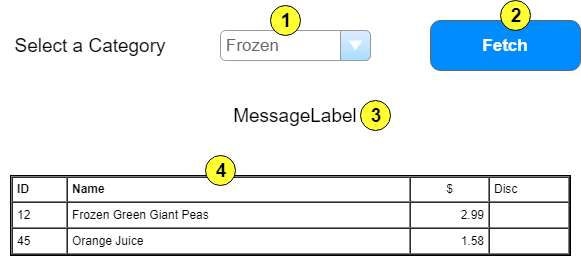 1
2
Select a Category Frozen Fetch
MessageLabel 3
4
ID Name $ Disc
12 Frozen Green Giant Peas 2.99
45 Orange Juice 1.58